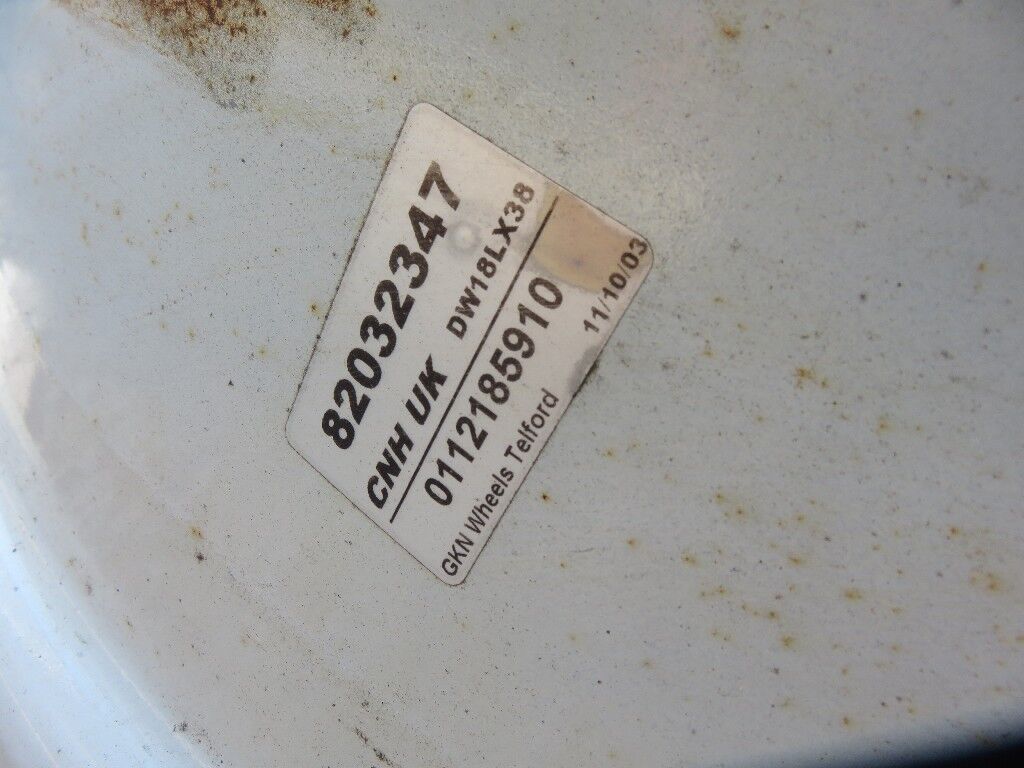 82032347
CNH UK DW18LX38
0112185910
GKN Wheels Telford 11/10/03